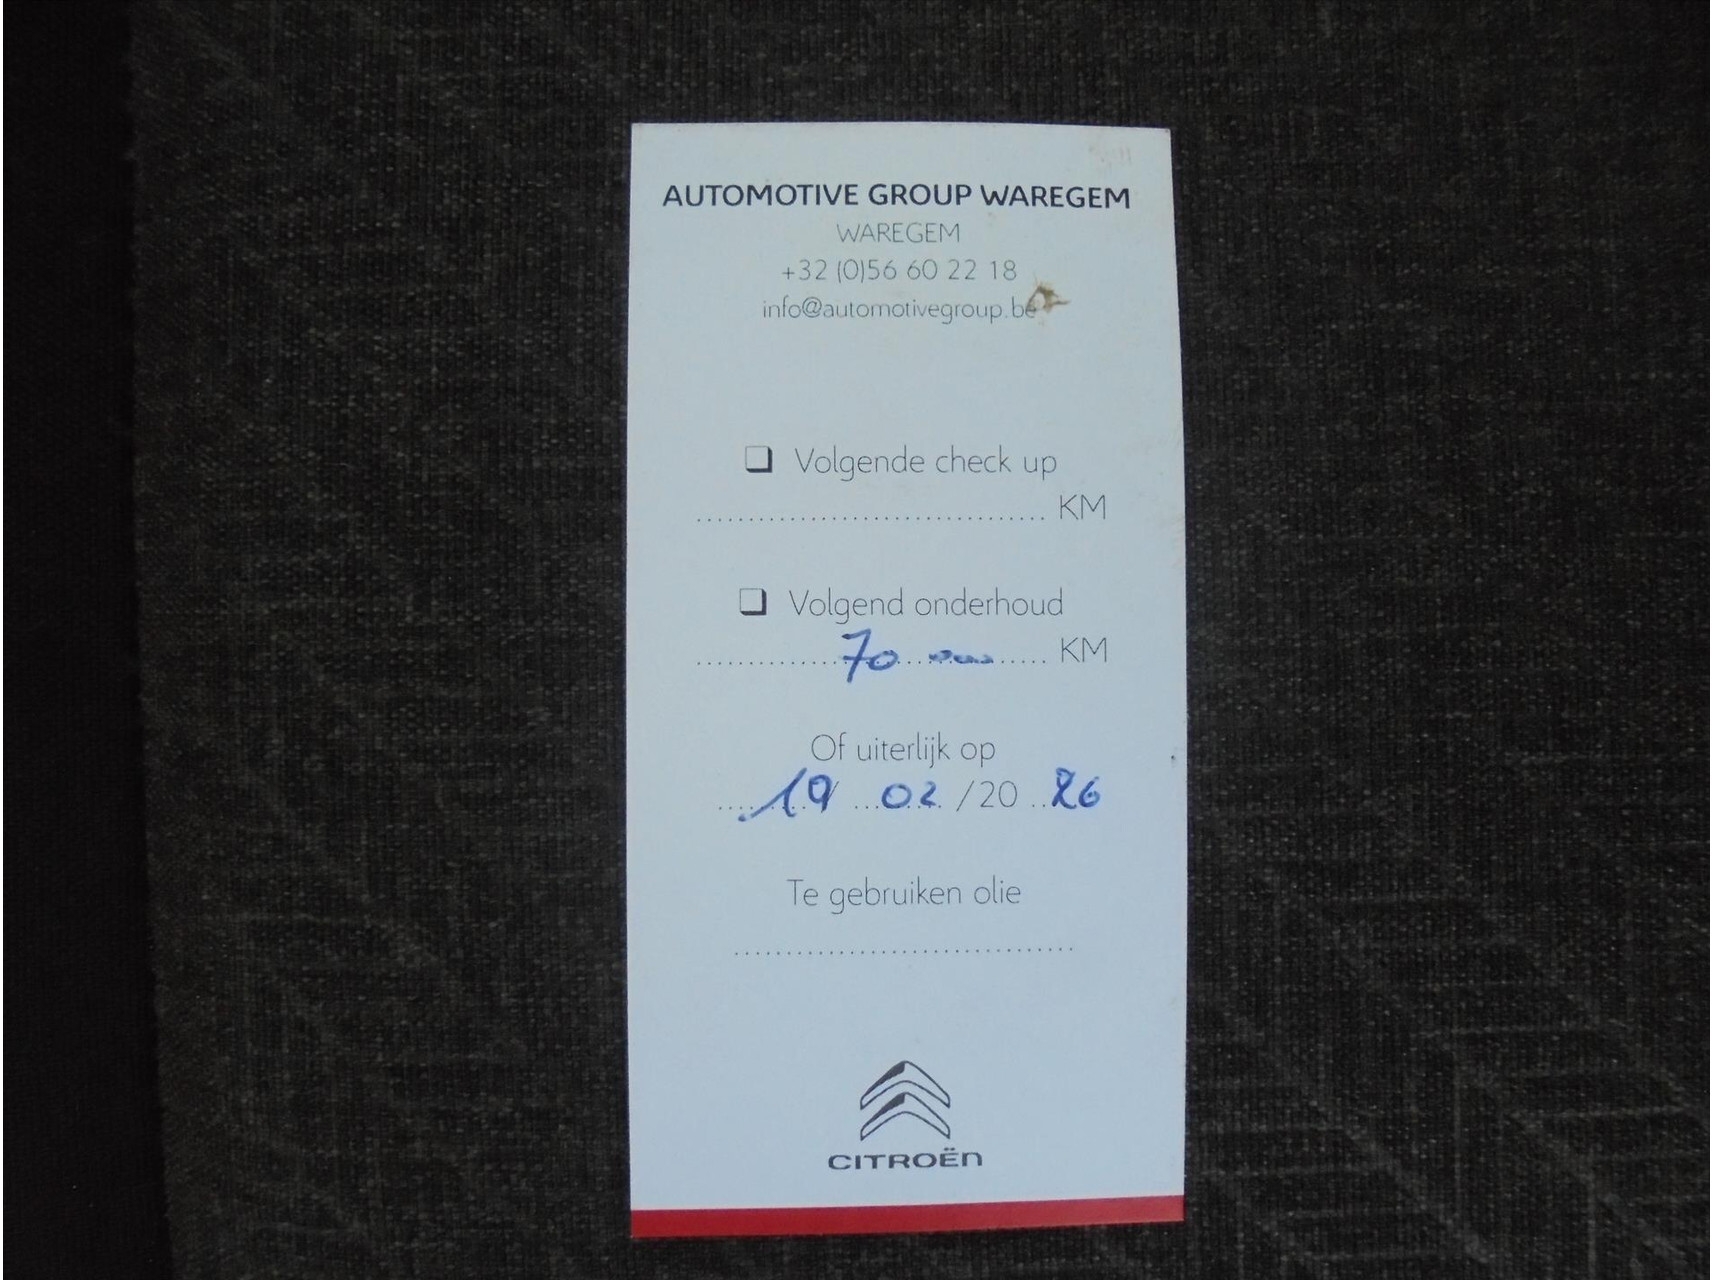 AUTOMOTIVE GROUP WAREGEM
WAREGEM
+32 (0)56 60 22 18
info@automotivegroup.be
❏ Volgende check up
.................................. KM
❏ Volgend onderhoud
70 000 KM
Of uiterlijk op
19 02 /20 26
Te gebruiken olie
.................................
CITROËN